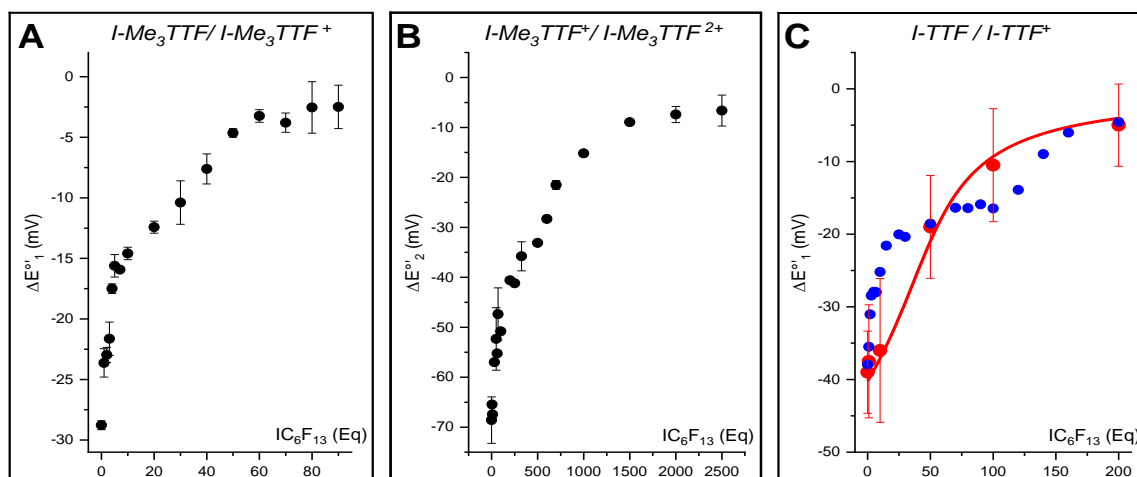 A
I-Me₃TTF/ I-Me₃TTF⁺
0
-5
-10
-15
-20
-25
-30
ΔE°'₁ (mV)
IC₆F₁₃ (Eq)
0 20 40 60 80
B
I-Me₃TTF⁺/ I-Me₃TTF²⁺
0
-10
-20
-30
-40
-50
-60
-70
ΔE°'₂ (mV)
IC₆F₁₃ (Eq)
0 500 1000 1500 2000 2500
C
I-TTF / I-TTF⁺
0
-10
-20
-30
-40
-50
ΔE°'₁ (mV)
IC₆F₁₃ (Eq)
0 50 100 150 200